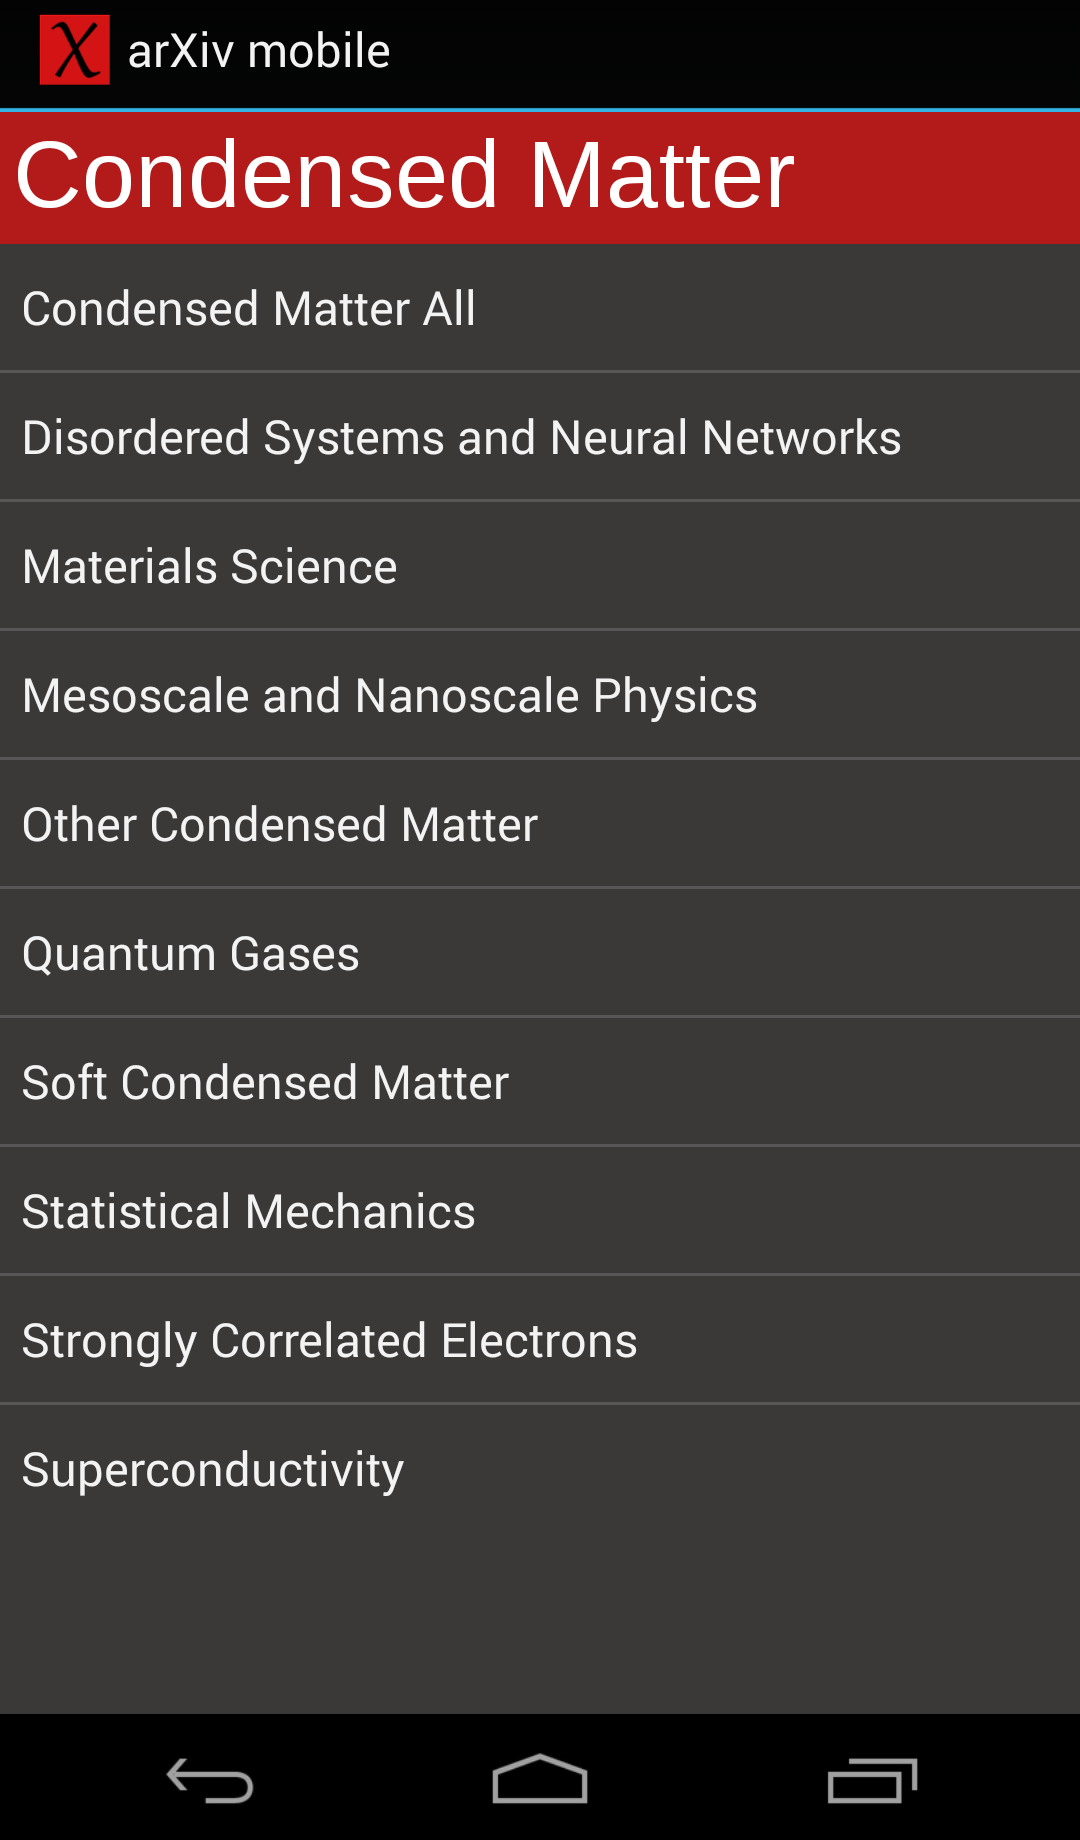 arXiv mobile
Condensed Matter
Condensed Matter All
Disordered Systems and Neural Networks
Materials Science
Mesoscale and Nanoscale Physics
Other Condensed Matter
Quantum Gases
Soft Condensed Matter
Statistical Mechanics
Strongly Correlated Electrons
Superconductivity